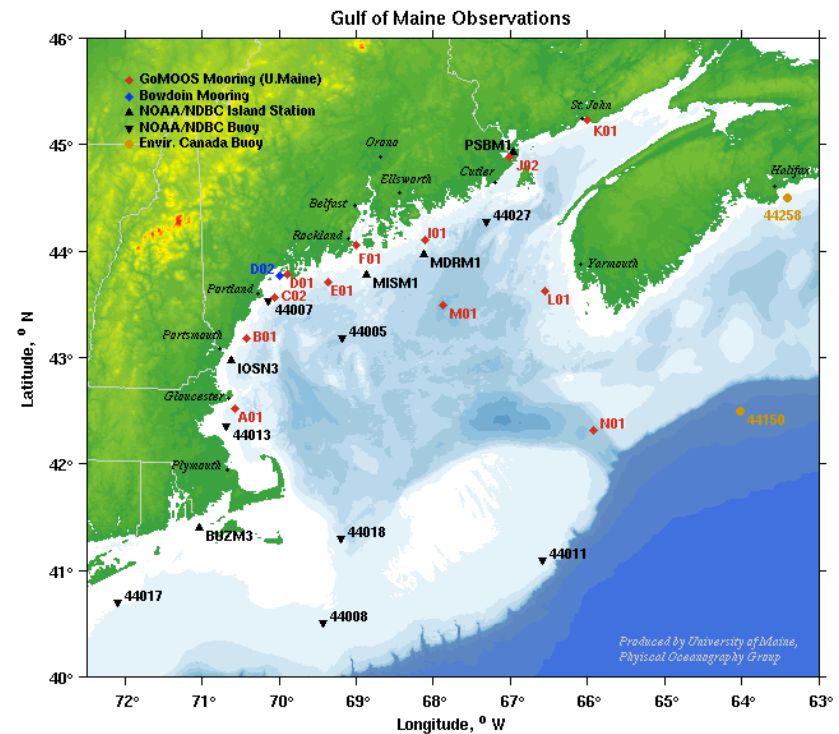 Gulf of Maine Observations
46°
GoMOOS Mooring (U.Maine)
Bowdoin Mooring
NOAA/NDBC Island Station
NOAA/NDBC Buoy
Envir. Canada Buoy
St. John
K01
45°
Orono
PSBM1
J02
Cutler
Ellsworth
Halifax
Belfast
44027
44258
Rockland
I01
44°
F01
MDRM1
Yarmouth
D02
D01
MISM1
E01
Portland
C02
L01
44007
M01
Portsmouth
B01
44005
43°
IOSN3
Gloucester
A01
N01
44150
44013
42°
Plymouth
BUZM3
44018
44011
41°
44017
44008
Produced by University of Maine,
Phyiscal Oceanography Group
40°
72°
71°
70°
69°
68°
67°
66°
65°
64°
63°
Longitude, ° W
Latitude, ° N